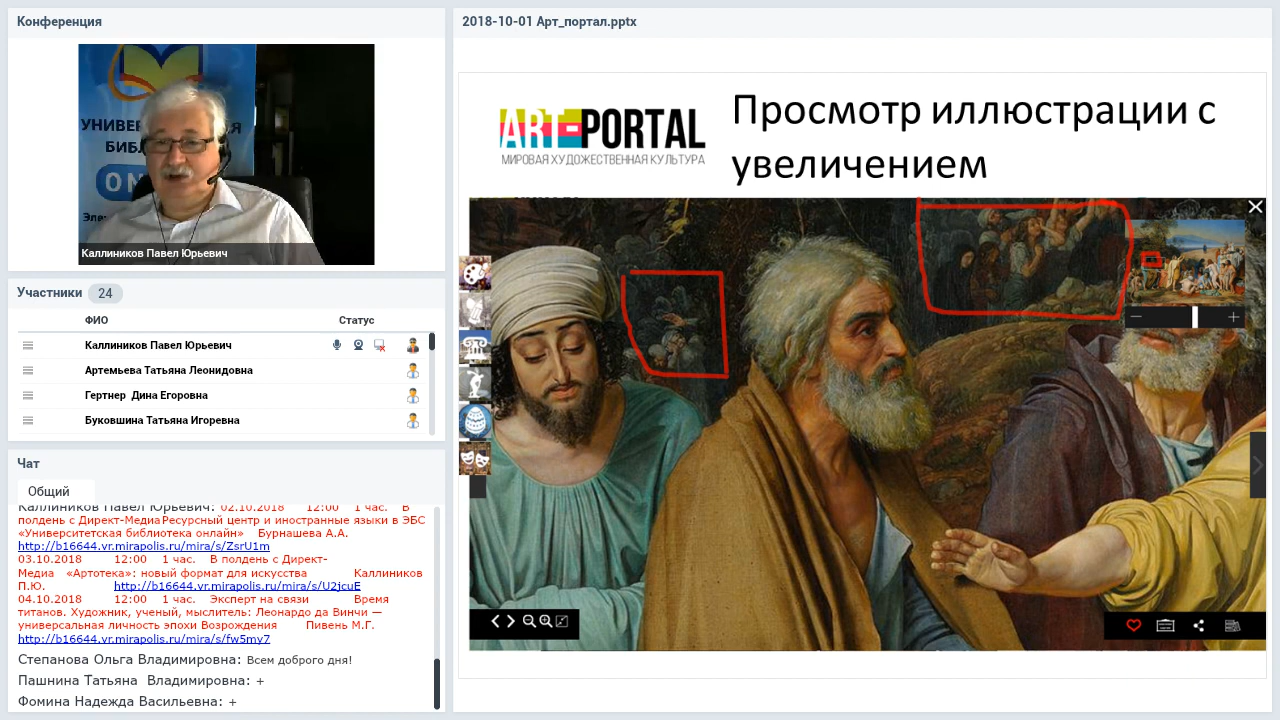 Конференция
УНИВЕ
БИБЛ
ON
Эле
Каллиников Павел Юрьевич
Участники 24
ФИО Статус
Каллиников Павел Юрьевич
Артемьева Татьяна Леонидовна
Гертнер Дина Егоровна
Буковшина Татьяна Игоревна
Чат
Общий
Каллиников Павел Юрьевич: 02.10.2018 12:00 1 час. В
полдень с Директ-Медиа Ресурсный центр и иностранные языки в ЭБС
«Университетская библиотека онлайн» Бурнашева А.А.
http://b16644.vr.mirapolis.ru/mira/s/ZsrU1m
03.10.2018 12:00 1 час. В полдень с Директ-
Медиа «Артотека»: новый формат для искусства Каллиников
П.Ю. http://b16644.vr.mirapolis.ru/mira/s/U2jcuE
04.10.2018 12:00 1 час. Эксперт на связи Время
титанов. Художник, ученый, мыслитель: Леонардо да Винчи —
универсальная личность эпохи Возрождения Пивень М.Г.
http://b16644.vr.mirapolis.ru/mira/s/fw5my7
Степанова Ольга Владимировна: Всем доброго дня!
Пашнина Татьяна Владимировна: +
Фомина Надежда Васильевна: +
2018-10-01 Арт_портал.pptx
ART-PORTAL
МИРОВАЯ ХУДОЖЕСТВЕННАЯ КУЛЬТУРА
Просмотр иллюстрации с
увеличением